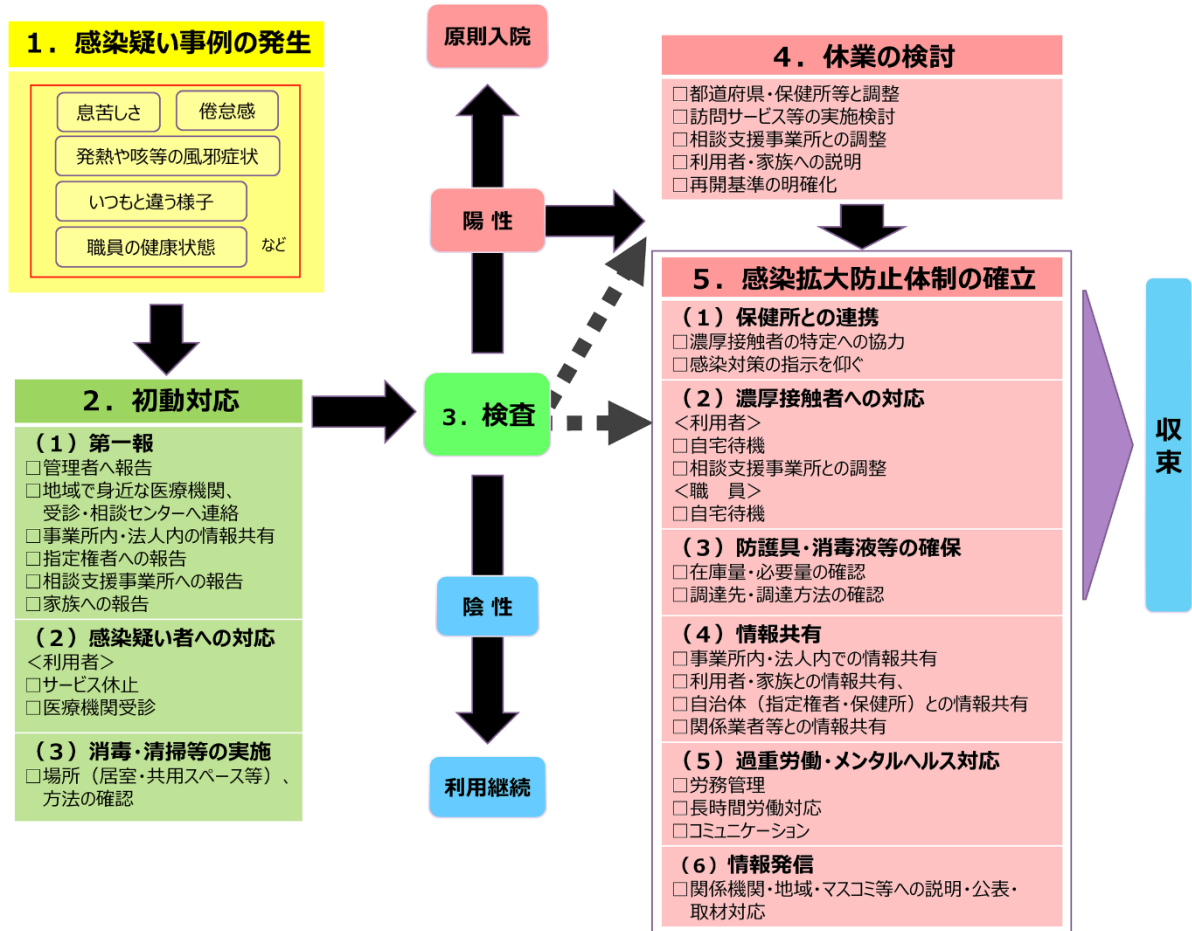 1．感染疑い事例の発生
息苦しさ
倦怠感
発熱や咳等の風邪症状
いつもと違う様子
職員の健康状態
など
2．初動対応
（1）第一報
□管理者へ報告
□地域で身近な医療機関、
受診・相談センターへ連絡
□事業所内・法人内の情報共有
□指定権者への報告
□相談支援事業所への報告
□家族への報告
（2）感染疑い者への対応
＜利用者＞
□サービス休止
□医療機関受診
（3）消毒・清掃等の実施
□場所（居室・共用スペース等）、
方法の確認
原則入院
陽 性
3．検査
陰 性
利用継続
4．休業の検討
□都道府県・保健所等と調整
□訪問サービス等の実施検討
□相談支援事業所との調整
□利用者・家族への説明
□再開基準の明確化
5．感染拡大防止体制の確立
（1）保健所との連携
□濃厚接触者の特定への協力
□感染対策の指示を仰ぐ
（2）濃厚接触者への対応
＜利用者＞
□自宅待機
□相談支援事業所との調整
＜職　員＞
□自宅待機
（3）防護具・消毒液等の確保
□在庫量・必要量の確認
□調達先・調達方法の確認
（4）情報共有
□事業所内・法人内での情報共有
□利用者・家族との情報共有、
□自治体（指定権者・保健所）との情報共有
□関係業者等との情報共有
（5）過重労働・メンタルヘルス対応
□労務管理
□長時間労働対応
□コミュニケーション
（6）情報発信
□関係機関・地域・マスコミ等への説明・公表・
取材対応
収束